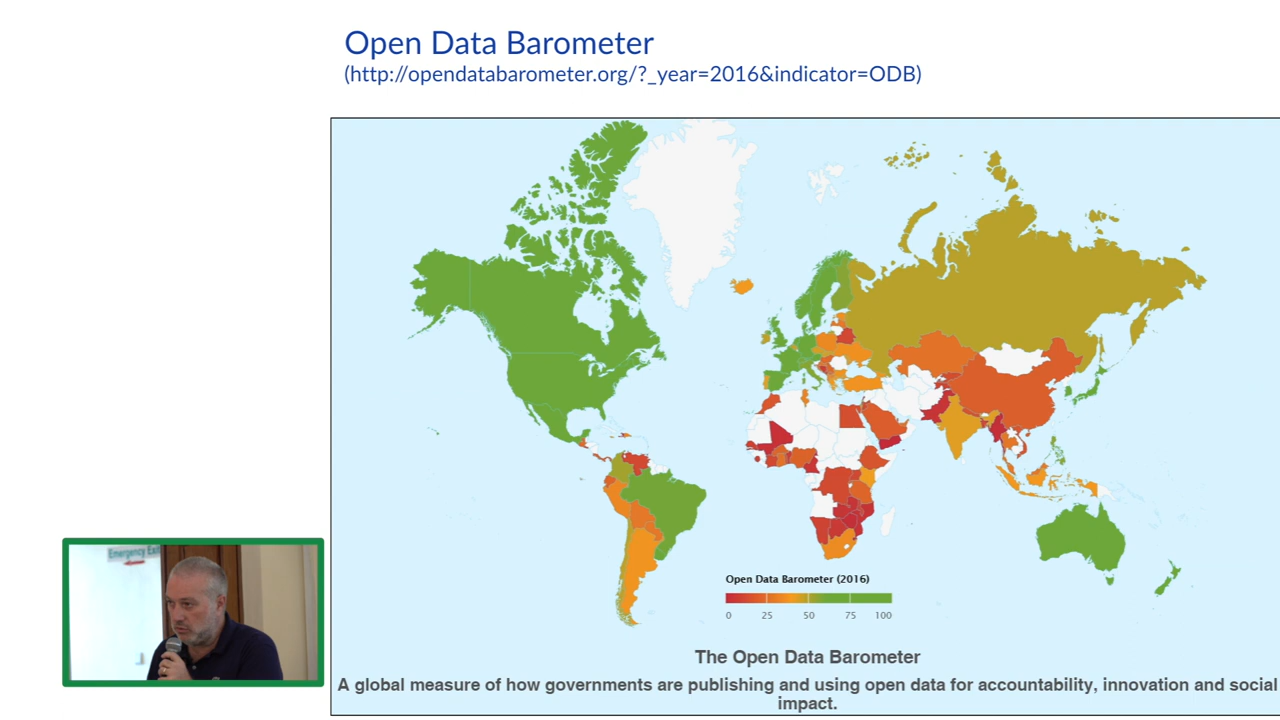 Open Data Barometer
(http://opendatabarometer.org/?_year=2016&indicator=ODB)
Emergency Exit
Open Data Barometer (2016)
0 25 50 75 100
The Open Data Barometer
A global measure of how governments are publishing and using open data for accountability, innovation and social
impact.